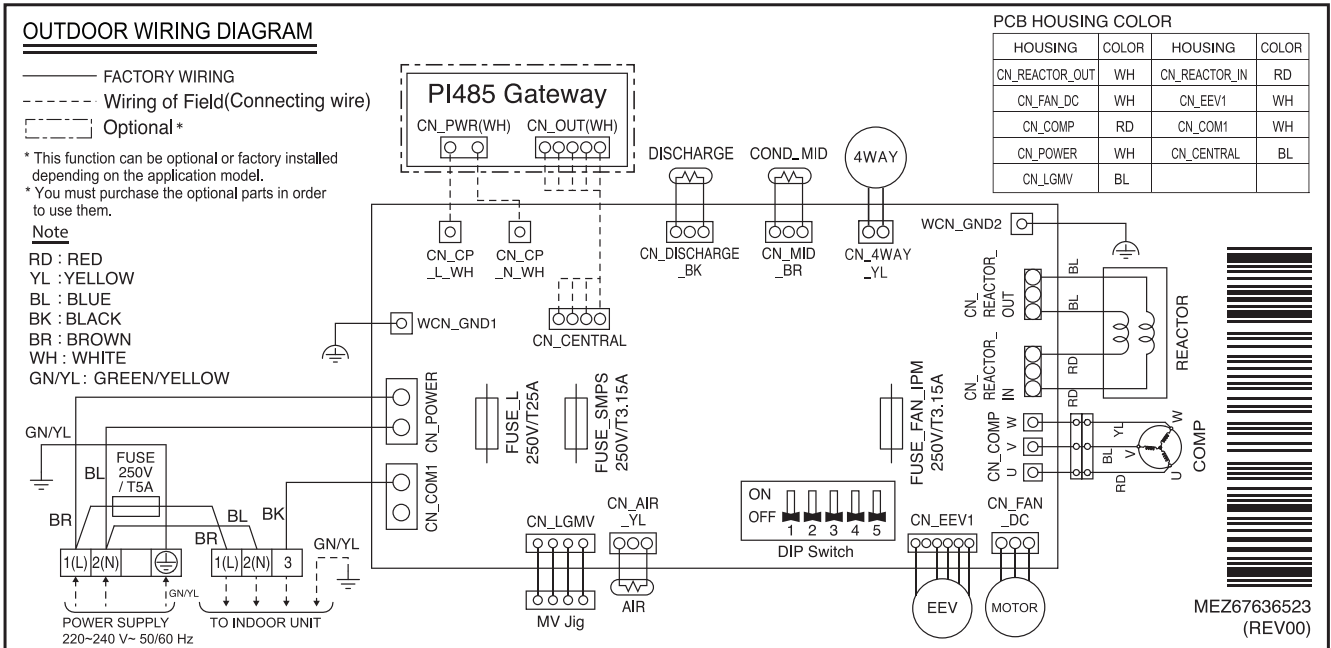 OUTDOOR WIRING DIAGRAM
FACTORY WIRING
Wiring of Field(Connecting wire)
Optional *
* This function can be optional or factory installed
depending on the application model.
* You must purchase the optional parts in order
to use them.
Note
RD : RED
YL : YELLOW
BL : BLUE
BK : BLACK
BR : BROWN
WH : WHITE
GN/YL : GREEN/YELLOW
PI485 Gateway
CN_PWR(WH) CN_OUT(WH)
DISCHARGE
COND_MID
4WAY
CN_CP
_L_WH
CN_CP
_N_WH
CN_DISCHARGE
_BK
CN_MID
_BR
CN_4WAY
_YL
WCN_GND1
CN_CENTRAL
WCN_GND2
PCB HOUSING COLOR
HOUSING COLOR HOUSING COLOR
CN_REACTOR_OUT WH CN_REACTOR_IN RD
CN_FAN_DC WH CN_EEV1 WH
CN_COMP RD CN_COM1 WH
CN_POWER WH CN_CENTRAL BL
CN_LGMV BL
CN_
REACTOR_
OUT
BL
BL
REACTOR
CN_
REACTOR_
IN
RD
RD
CN_COMP
W
V
U
YL
BL
RD
W
V
U
COMP
CN_POWER
CN_COM1
FUSE_L
250V/T25A
FUSE_SMPS
250V/T3.15A
FUSE_FAN_IPM
250V/T3.15A
GN/YL
BL
FUSE
250V
/ T5A
BR
BR
BL
BK
GN/YL
1(L) 2(N)
1(L) 2(N) 3
GN/YL
POWER SUPPLY
220~240 V~ 50/60 Hz
TO INDOOR UNIT
CN_LGMV
MV Jig
CN_AIR
_YL
AIR
ON
OFF
1 2 3 4 5
DIP Switch
CN_EEV1
EEV
CN_FAN
_DC
MOTOR
MEZ67636523
(REV00)